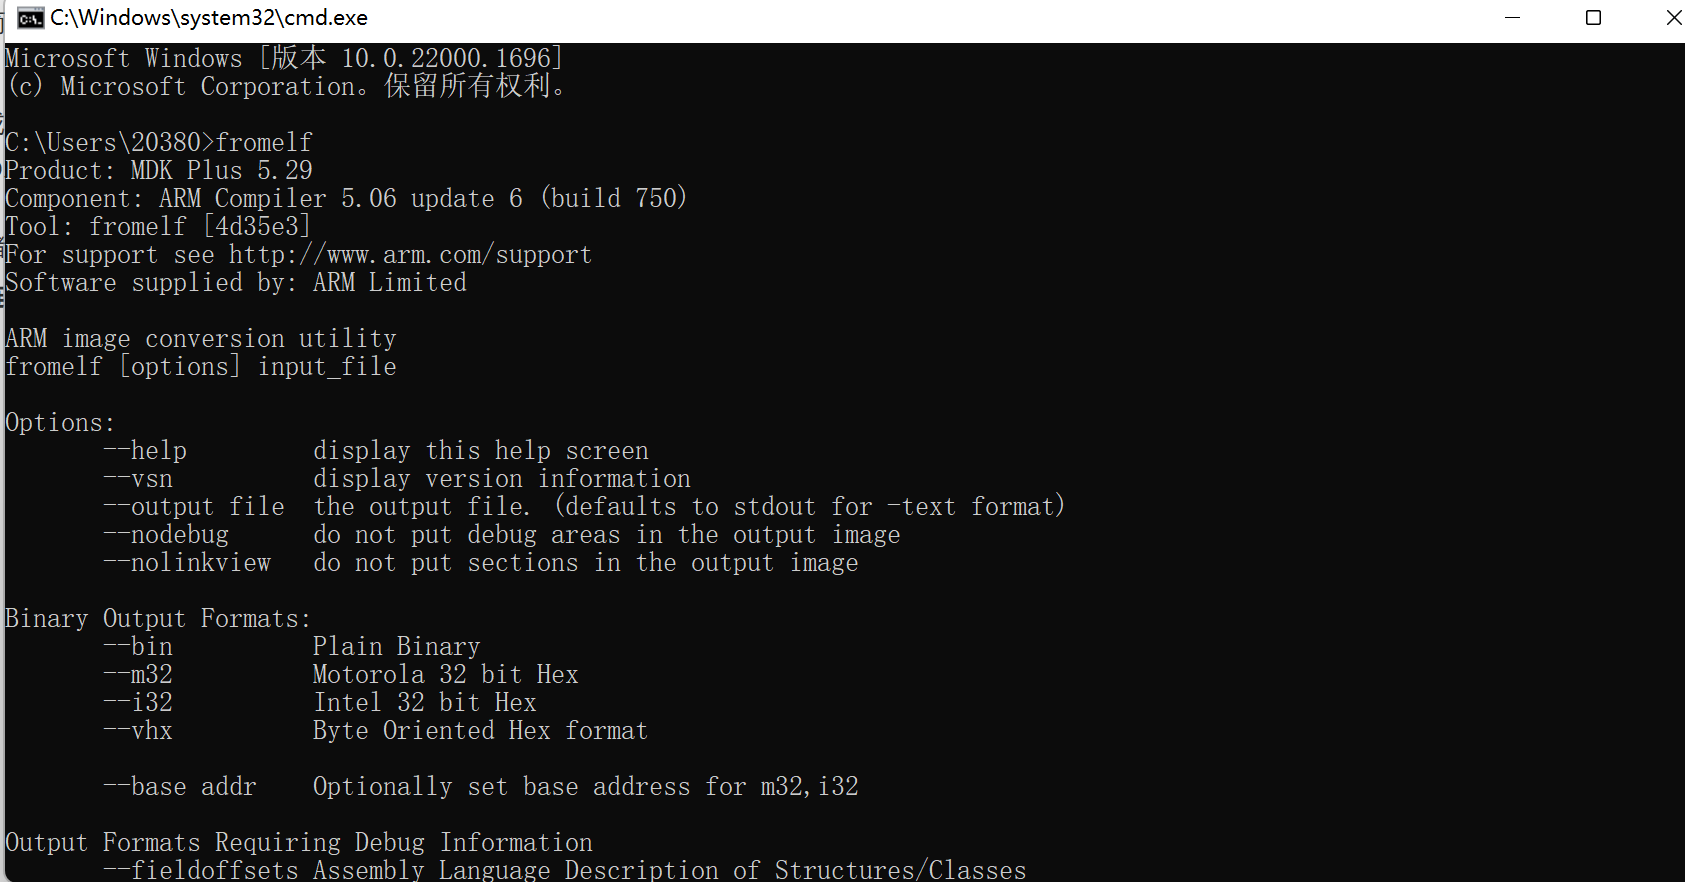 C:\Windows\system32\cmd.exe
Microsoft Windows [版本 10.0.22000.1696]
(c) Microsoft Corporation。保留所有权利。
C:\Users\20380>fromelf
Product: MDK Plus 5.29
Component: ARM Compiler 5.06 update 6 (build 750)
Tool: fromelf [4d35e3]
For support see http://www.arm.com/support
Software supplied by: ARM Limited
ARM image conversion utility
fromelf [options] input_file
Options:
--help display this help screen
--vsn display version information
--output file the output file. (defaults to stdout for -text format)
--nodebug do not put debug areas in the output image
--nolinkview do not put sections in the output image
Binary Output Formats:
--bin Plain Binary
--m32 Motorola 32 bit Hex
--i32 Intel 32 bit Hex
--vhx Byte Oriented Hex format
--base addr Optionally set base address for m32,i32
Output Formats Requiring Debug Information
--fieldoffsets Assembly Language Description of Structures/Classes